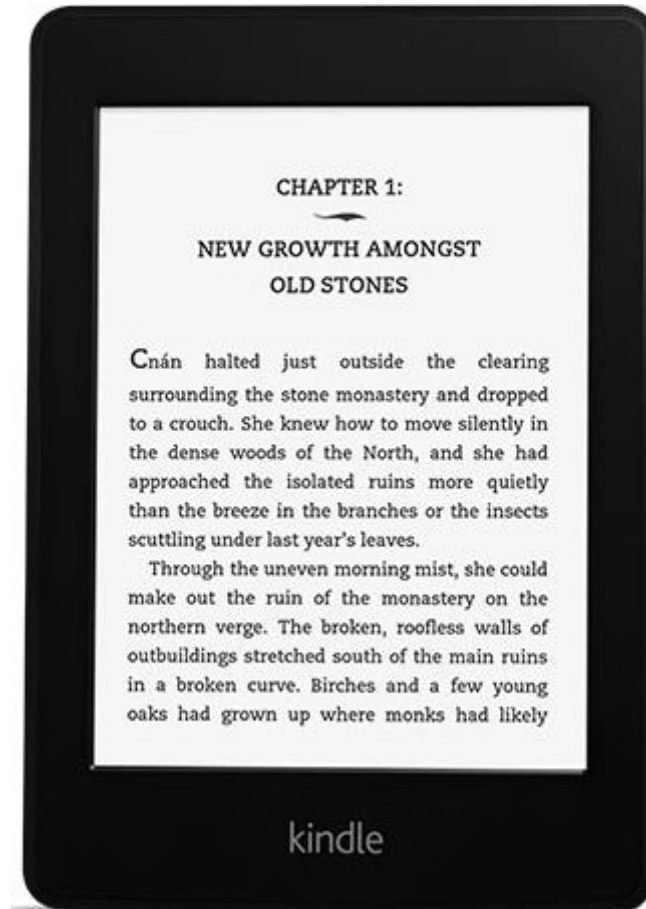 CHAPTER 1:
NEW GROWTH AMONGST
OLD STONES
Cnán halted just outside the clearing
surrounding the stone monastery and dropped
to a crouch. She knew how to move silently in
the dense woods of the North, and she had
approached the isolated ruins more quietly
than the breeze in the branches or the insects
scuttling under last year's leaves.
Through the uneven morning mist, she could
make out the ruin of the monastery on the
northern verge. The broken, roofless walls of
outbuildings stretched south of the main ruins
in a broken curve. Birches and a few young
oaks had grown up where monks had likely
kindle